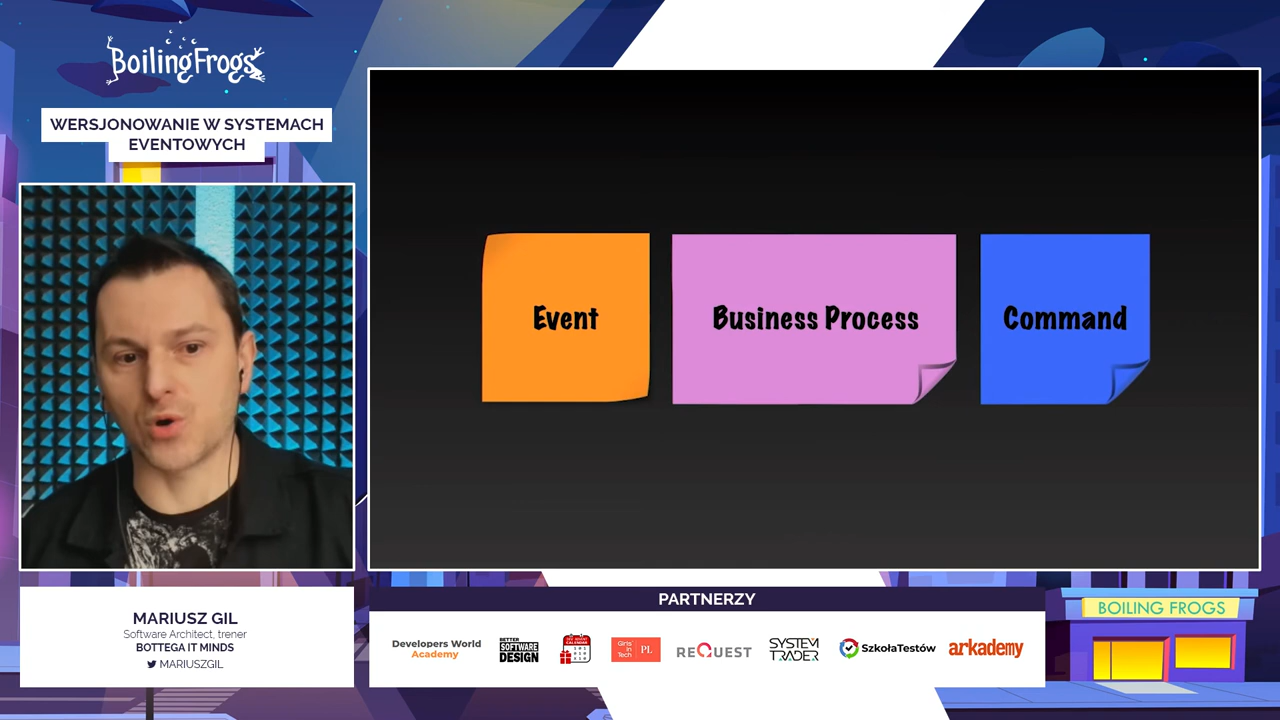 BoilingFrogs
WERSJONOWANIE W SYSTEMACH
EVENTOWYCH
Event
Business Process
Command
MARIUSZ GIL
Software Architect, trener
BOTTEGA IT MINDS
MARIUSZGIL
PARTNERZY
Developers World
Academy
BETTER
SOFTWARE
DESIGN
CALENDAR
Girls in Tech
PL
REQUEST
SYSTEM
TRADER
SzkołaTestów
arkademy
BOILING FROGS